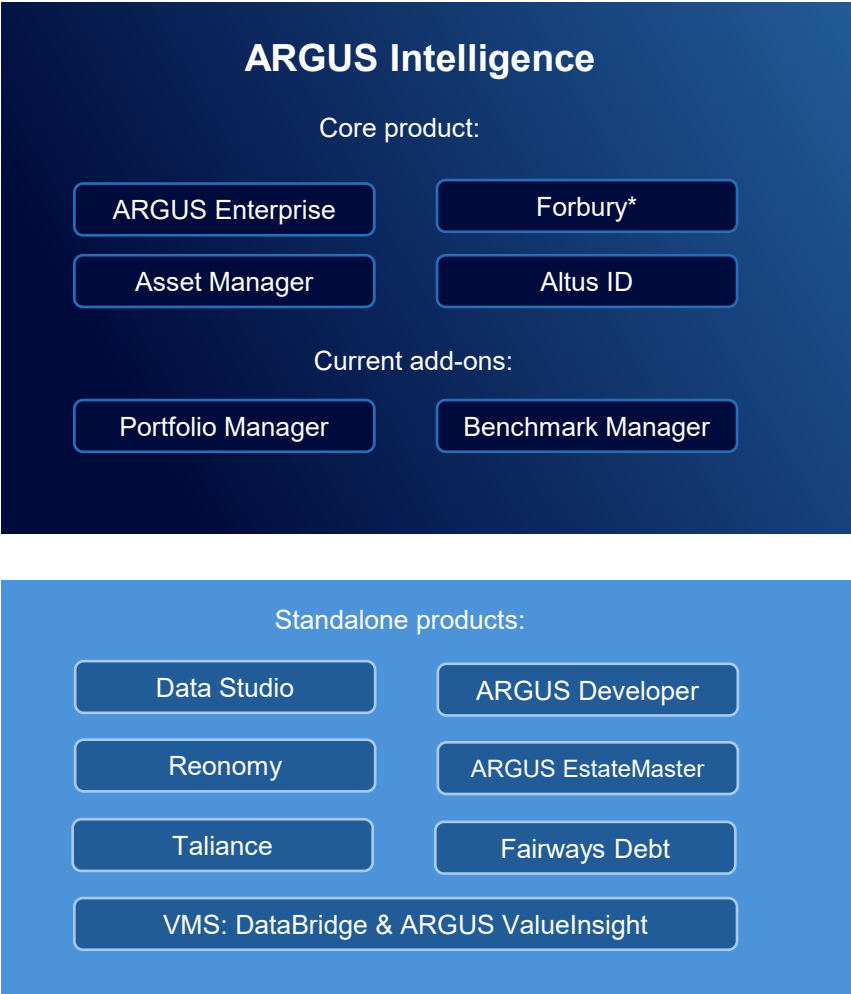 ARGUS Intelligence
Core product:
ARGUS Enterprise
Forbury*
Asset Manager
Altus ID
Current add-ons:
Portfolio Manager
Benchmark Manager
Standalone products:
Data Studio
ARGUS Developer
Reonomy
ARGUS EstateMaster
Taliance
Fairways Debt
VMS: DataBridge & ARGUS ValueInsight